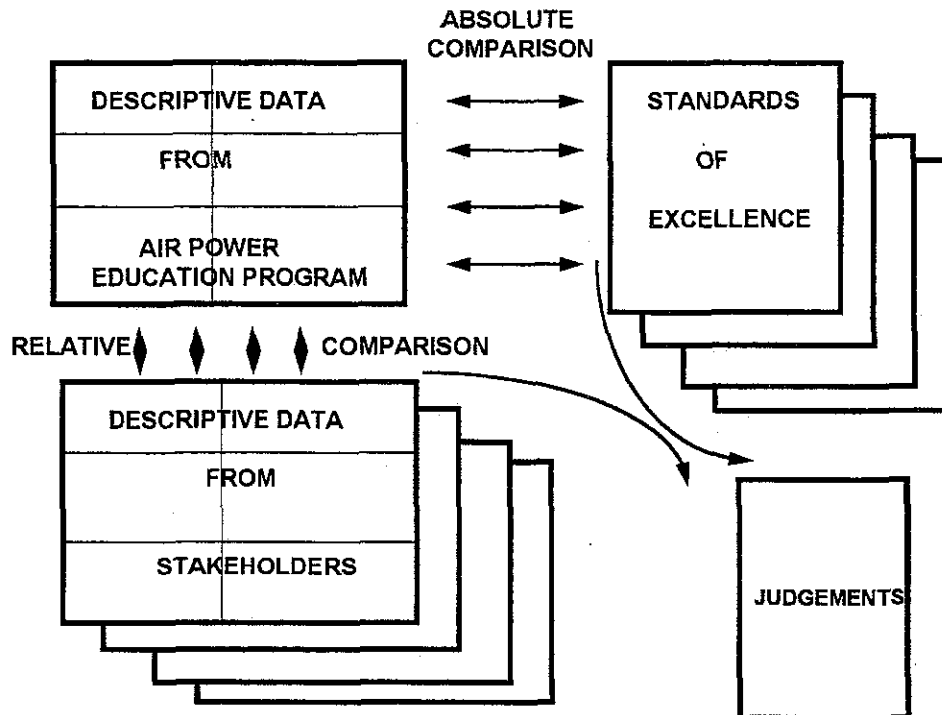 ABSOLUTE
COMPARISON
DESCRIPTIVE DATA
FROM
AIR POWER
EDUCATION PROGRAM
STANDARDS
OF
EXCELLENCE
RELATIVE COMPARISON
DESCRIPTIVE DATA
FROM
STAKEHOLDERS
JUDGEMENTS